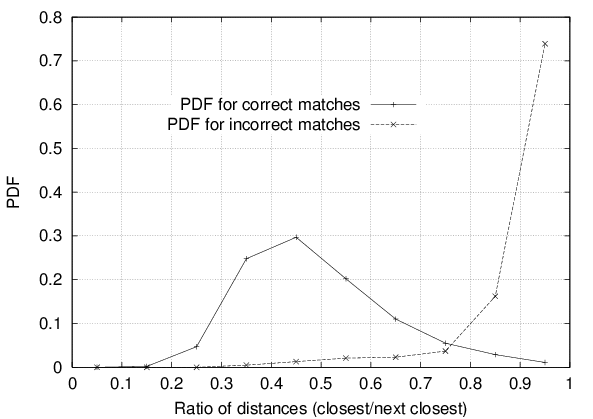 0.8
0.7
0.6
0.5
0.4
0.3
0.2
0.1
0
PDF
PDF for correct matches
PDF for incorrect matches
0 0.1 0.2 0.3 0.4 0.5 0.6 0.7 0.8 0.9 1
Ratio of distances (closest/next closest)